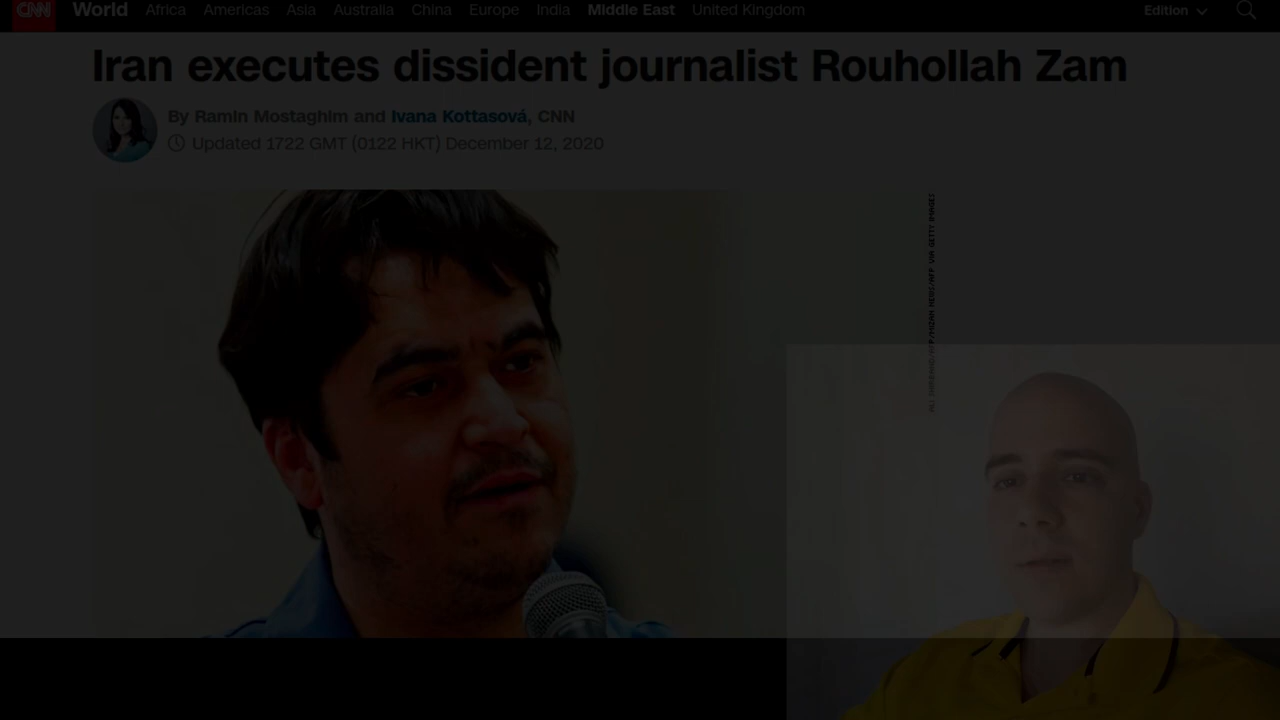 CNN World Africa Americas Asia Australia China Europe India Middle East United Kingdom Edition
Iran executes dissident journalist Rouhollah Zam
By Ramin Mostaghim and Ivana Kottasová, CNN
Updated 1722 GMT (0122 HKT) December 12, 2020